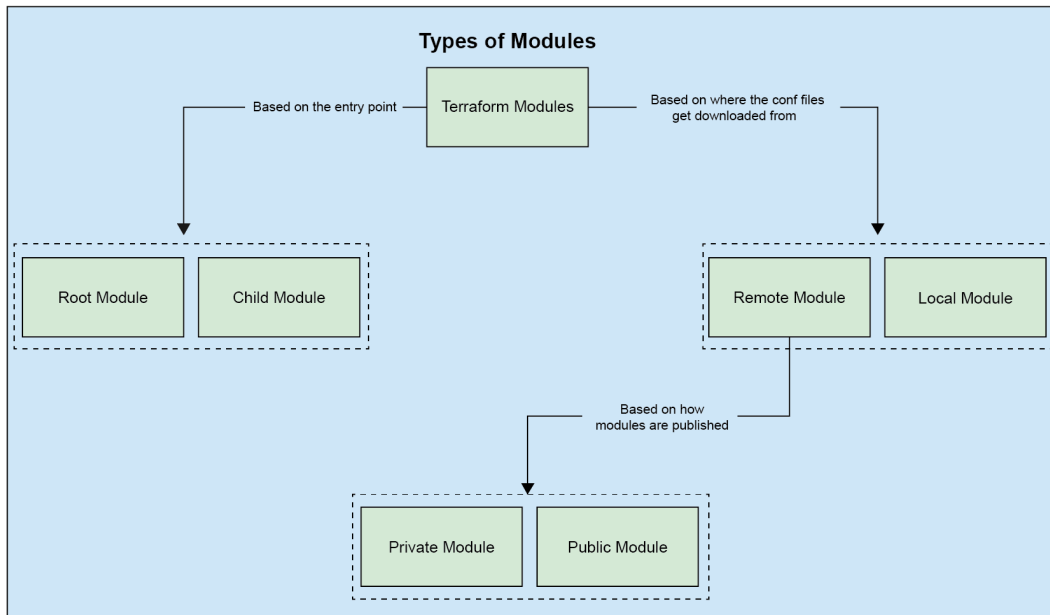 Types of Modules
Terraform Modules
Based on the entry point
Based on where the conf files
get downloaded from
Root Module
Child Module
Remote Module
Local Module
Based on how
modules are published
Private Module
Public Module